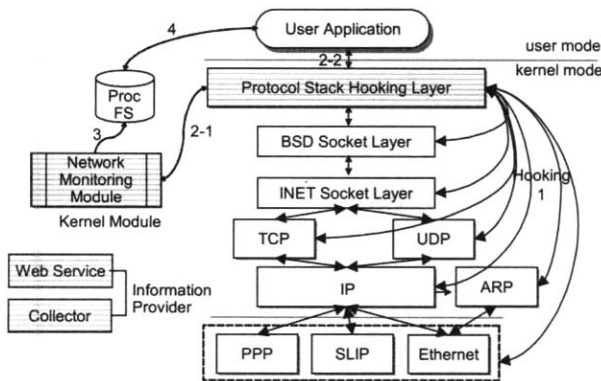 4
User Application
user mode
2-2
kernel mode
Protocol Stack Hooking Layer
Proc
FS
3
2-1
BSD Socket Layer
Network
Monitoring
Module
Kernel Module
INET Socket Layer
Hooking
1
TCP
UDP
Web Service
Information
Provider
Collector
IP
ARP
PPP
SLIP
Ethernet